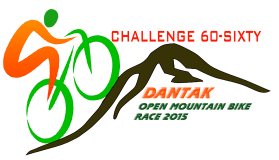 CHALLENGE 60-SIXTY
DANTAK
OPEN MOUNTAIN BIKE
RACE 2015